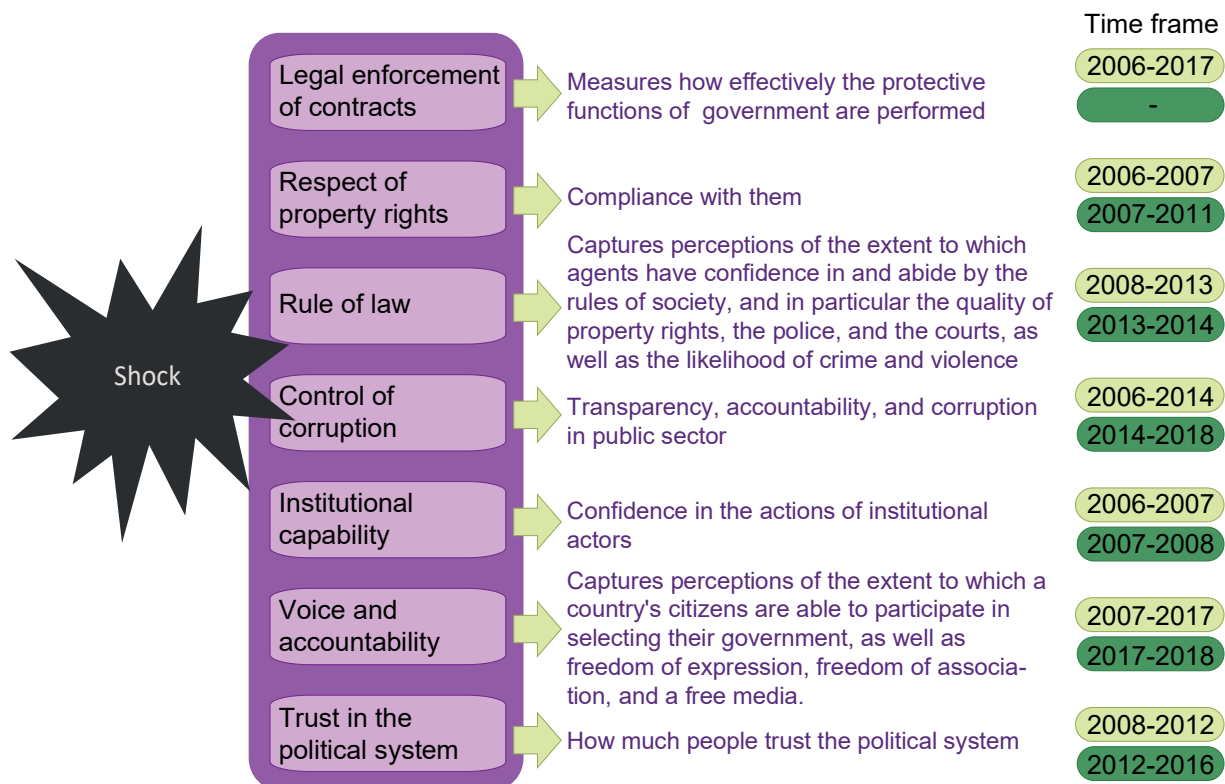 Time frame
Legal enforcement
of contracts
Measures how effectively the protective
functions of government are performed
2006-2017
-
Respect of
property rights
Compliance with them
2006-2007
2007-2011
Shock
Rule of law
Captures perceptions of the extent to which
agents have confidence in and abide by the
rules of society, and in particular the quality of
property rights, the police, and the courts, as
well as the likelihood of crime and violence
2008-2013
2013-2014
Control of
corruption
Transparency, accountability, and corruption
in public sector
2006-2014
2014-2018
Institutional
capability
Confidence in the actions of institutional
actors
2006-2007
2007-2008
Voice and
accountability
Captures perceptions of the extent to which a
country's citizens are able to participate in
selecting their government, as well as
freedom of expression, freedom of associa-
tion, and a free media.
2007-2017
2017-2018
Trust in the
political system
How much people trust the political system
2008-2012
2012-2016